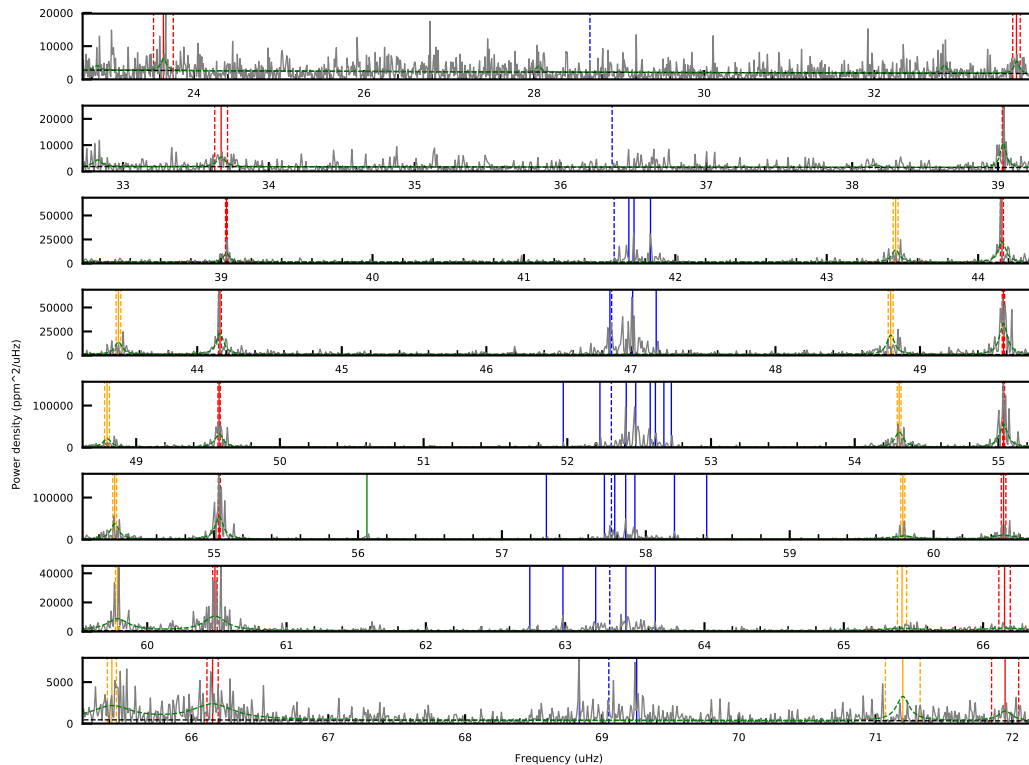 20000
10000
0
24 26 28 30 32
20000
10000
0
33 34 35 36 37 38 39
50000
25000
0
39 40 41 42 43 44
50000
25000
0
44 45 46 47 48 49
100000
0
49 50 51 52 53 54 55
100000
0
55 56 57 58 59 60
40000
20000
0
60 61 62 63 64 65 66
5000
0
66 67 68 69 70 71 72
Power density (ppm^2/(uHz)
Frequency (uHz)